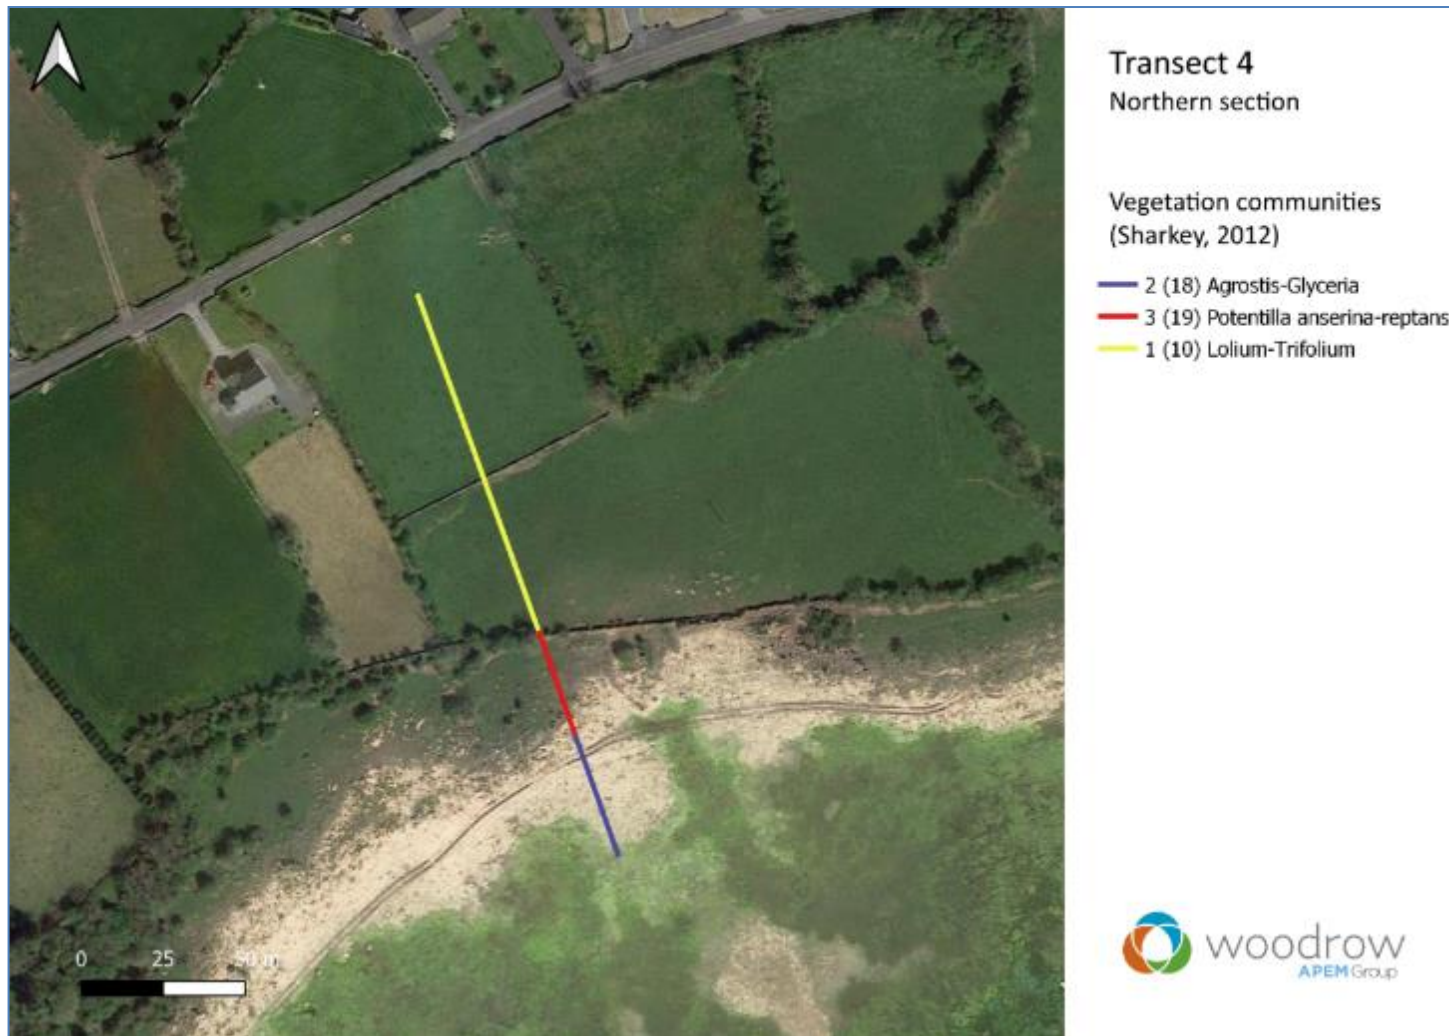 Transect 4
Northern section
Vegetation communities
(Sharkey, 2012)
2 (18) Agrostis-Glyceria
3 (19) Potentilla anserina-reptans
1 (10) Lolium-Trifolium
0 25 50 m
woodrow
APEM Group